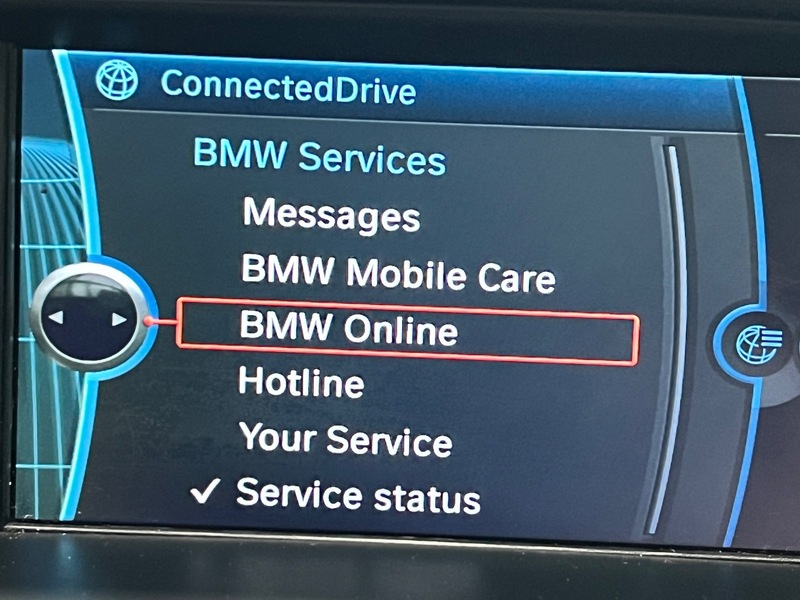 ConnectedDrive
BMW Services
Messages
BMW Mobile Care
BMW Online
Hotline
Your Service
Service status